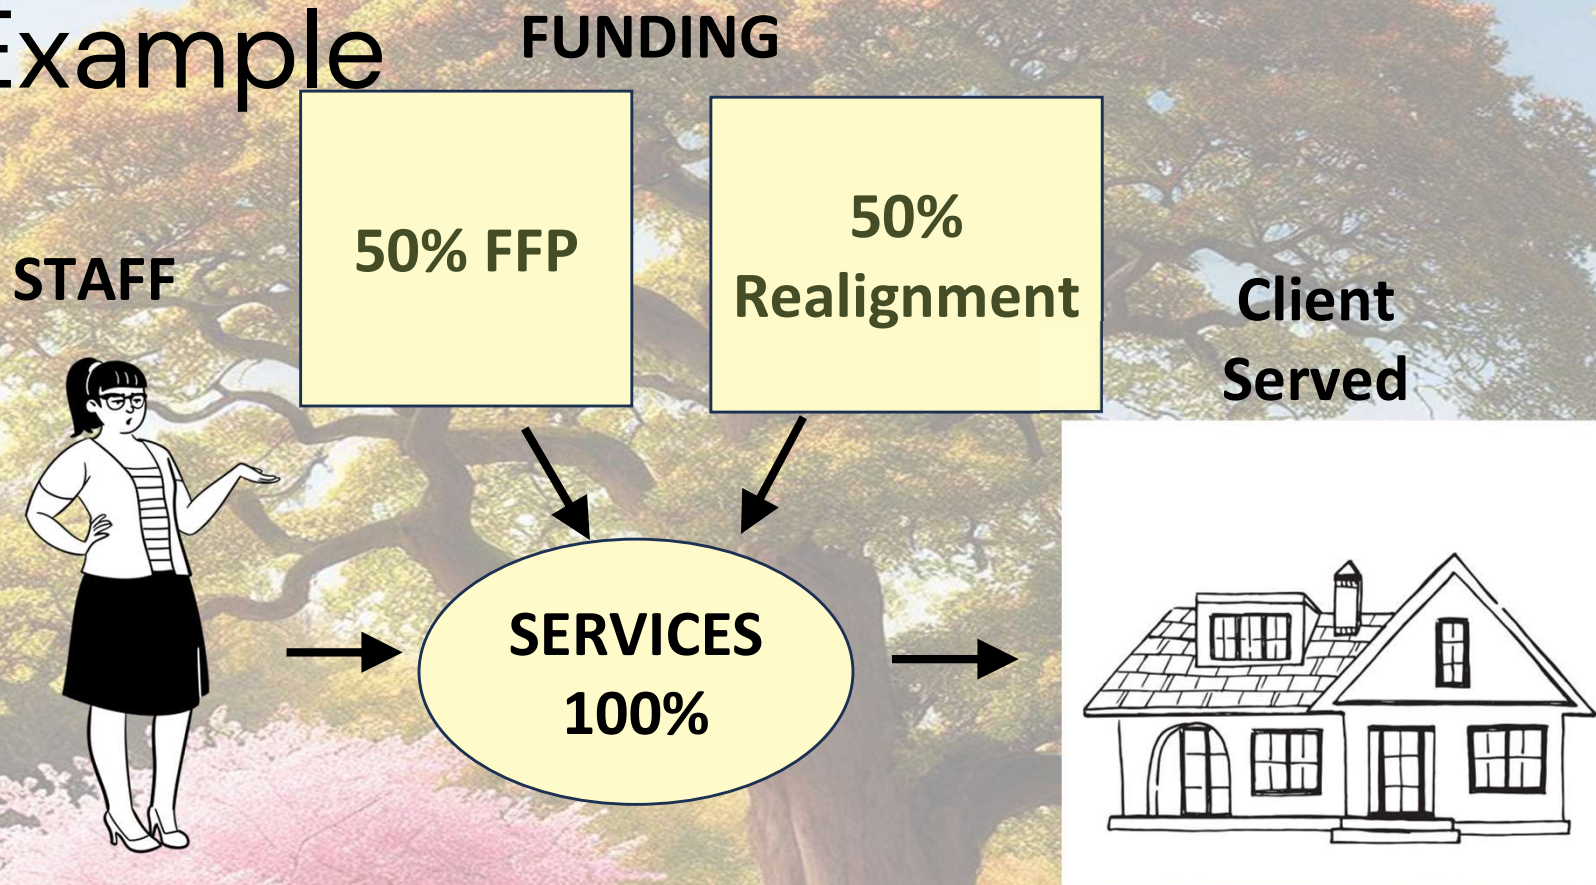 Example
FUNDING
50% FFP
50%
Realignment
STAFF
Client
Served
SERVICES
100%